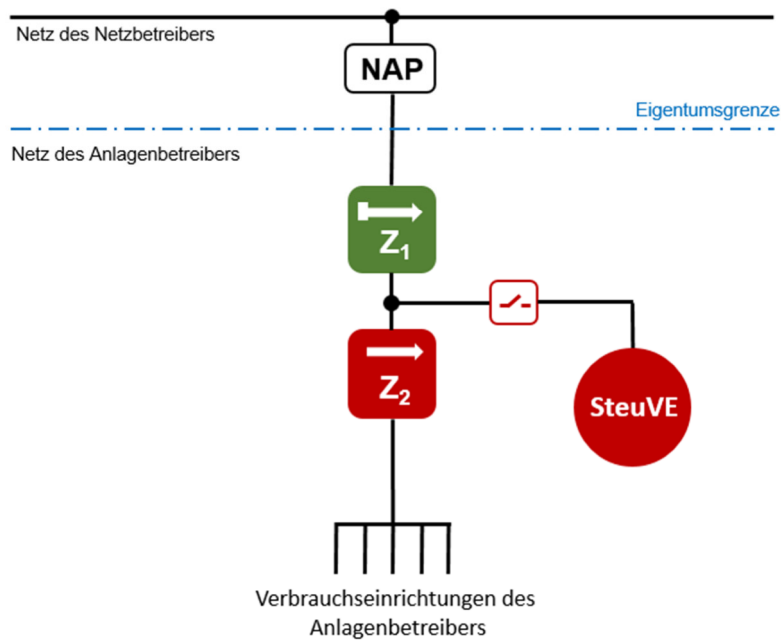 Netz des Netzbetreibers
NAP
Eigentumsgrenze
Netz des Anlagenbetreibers
Z₁
Z₂
SteuVE
Verbrauchseinrichtungen des
Anlagenbetreibers